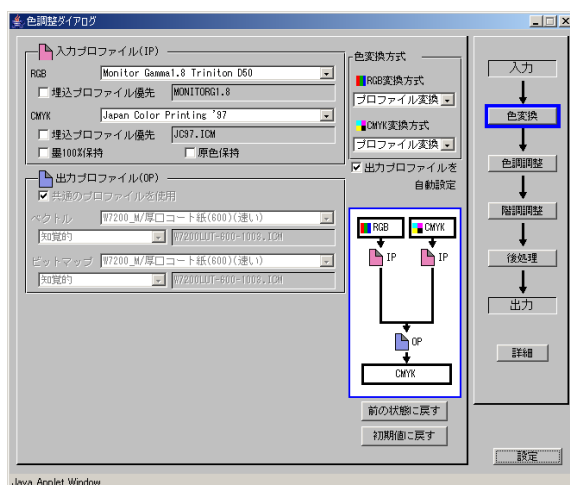 色調整ダイアログ
入力プロファイル(IP)
RGB Monitor Gamma1.8 Triniton D50
埋込プロファイル優先 MONITORG1.8
CMYK Japan Color Printing '97
埋込プロファイル優先 JC97.ICM
墨100%保持 原色保持
出力プロファイル(OP)
共通のプロファイルを使用
ベクトル W7200_M/厚口コート紙(600)(速い)
知覚的 W7200LUT-600-1003.ICM
ビットマップ W7200_M/厚口コート紙(600)(速い)
知覚的 W7200LUT-600-1003.ICM
色変換方式
RGB変換方式
プロファイル変換
CMYK変換方式
プロファイル変換
出力プロファイルを
自動設定
RGB CMYK
IP IP
OP
CMYK
前の状態に戻す
初期値に戻す
入力
色変換
色調調整
階調調整
後処理
出力
詳細
設定
Java Applet Window